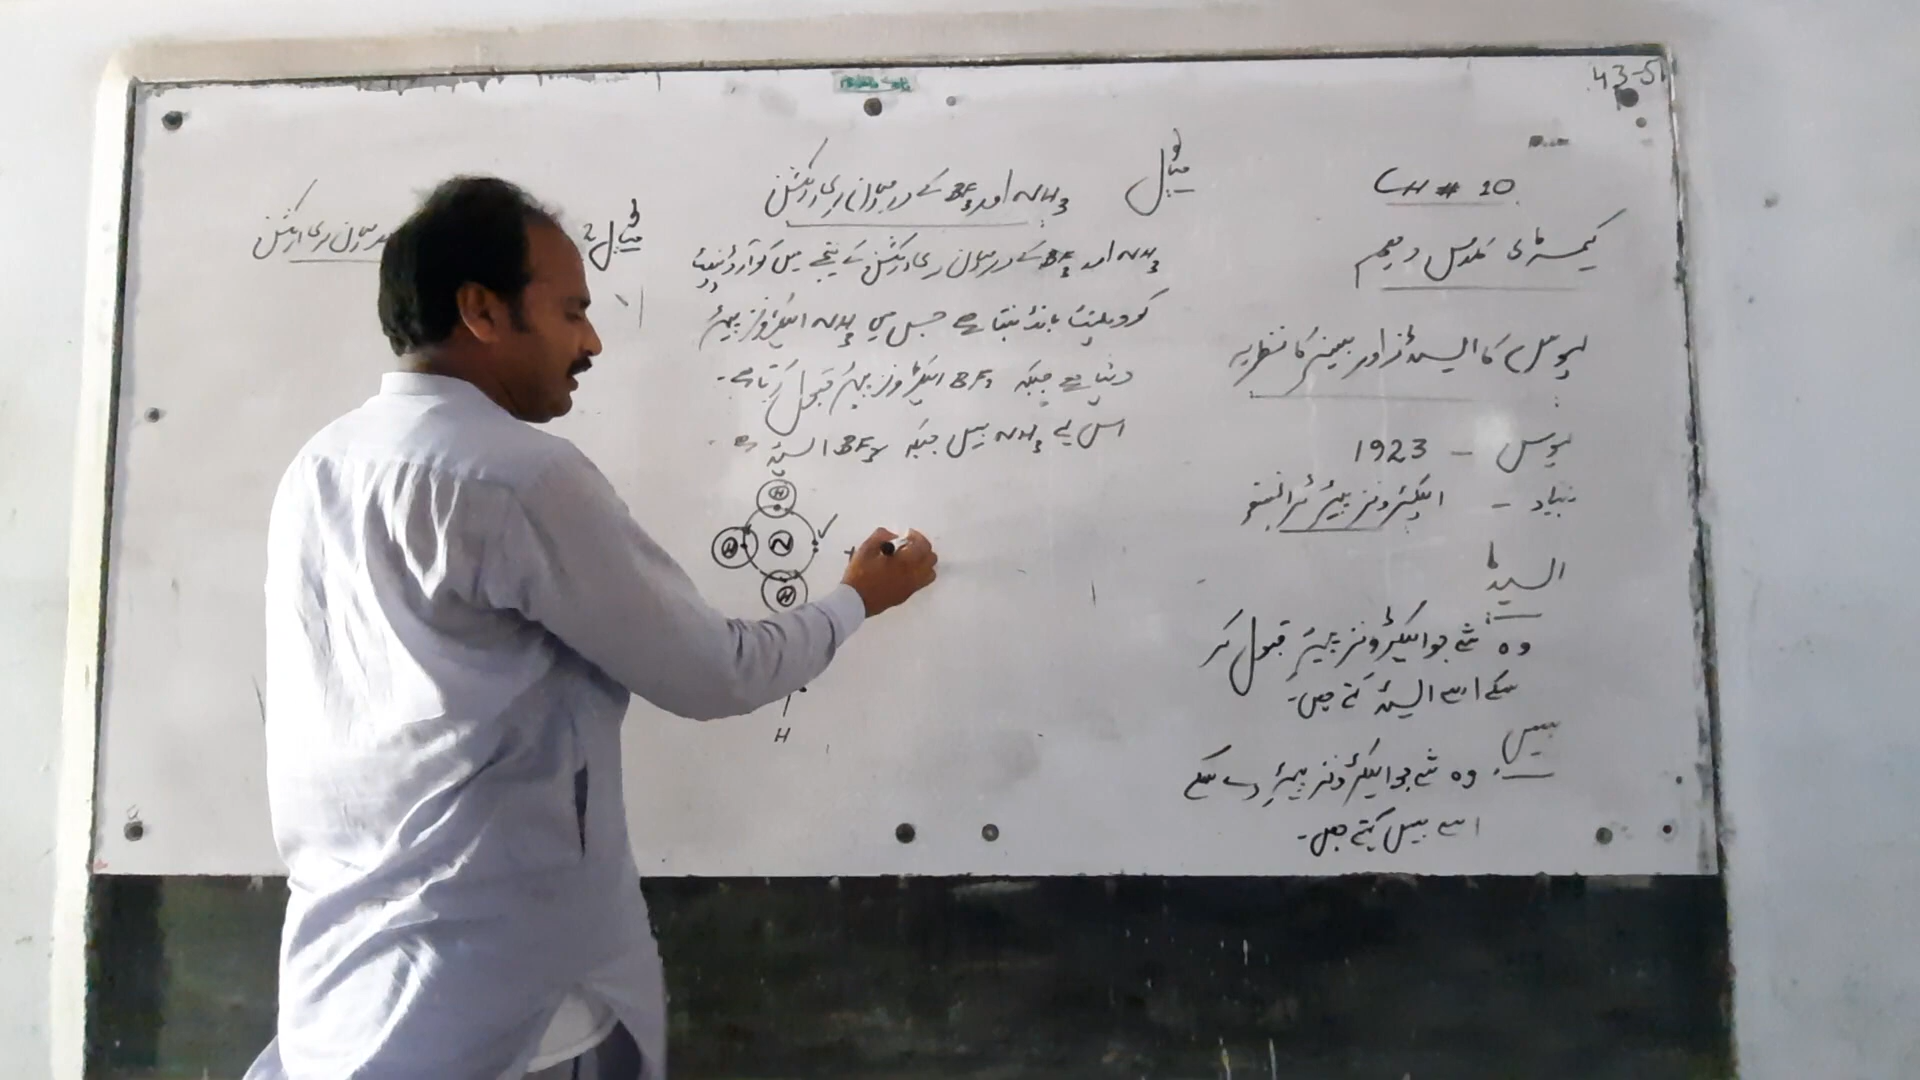 43-51
CH # 10
کیمسٹری کلاس دہم
لیوس کا ایسڈز اور بیسز کا نظریہ
لیوس - 1923
بنیاد - الیکٹرونز پیئر ٹرانسفر
ایسڈ
وہ شے جو الیکٹرونز پیئر قبول کر
سکے اسے ایسڈ کہتے ہیں۔
بیس:
وہ شے جو الیکٹرونز پیئر دے سکے
اسے بیس کہتے ہیں۔
مثال
NH3 اور BF3 کے درمیان ری ایکشن
NH3 اور BF3 کے درمیان ری ایکشن کے نتیجے میں کوآرڈینیٹ
کوویلنٹ بانڈ بنتا ہے جس میں NH3 الیکٹرونز پیئر
دیتا ہے جبکہ BF3 الیکٹرونز پیئر قبول کرتا ہے۔
اس لیے NH3 بیس جبکہ BF3 ایسڈ ہے۔
H
H N +
H
H
مثال 2
درمیان ری ایکشن